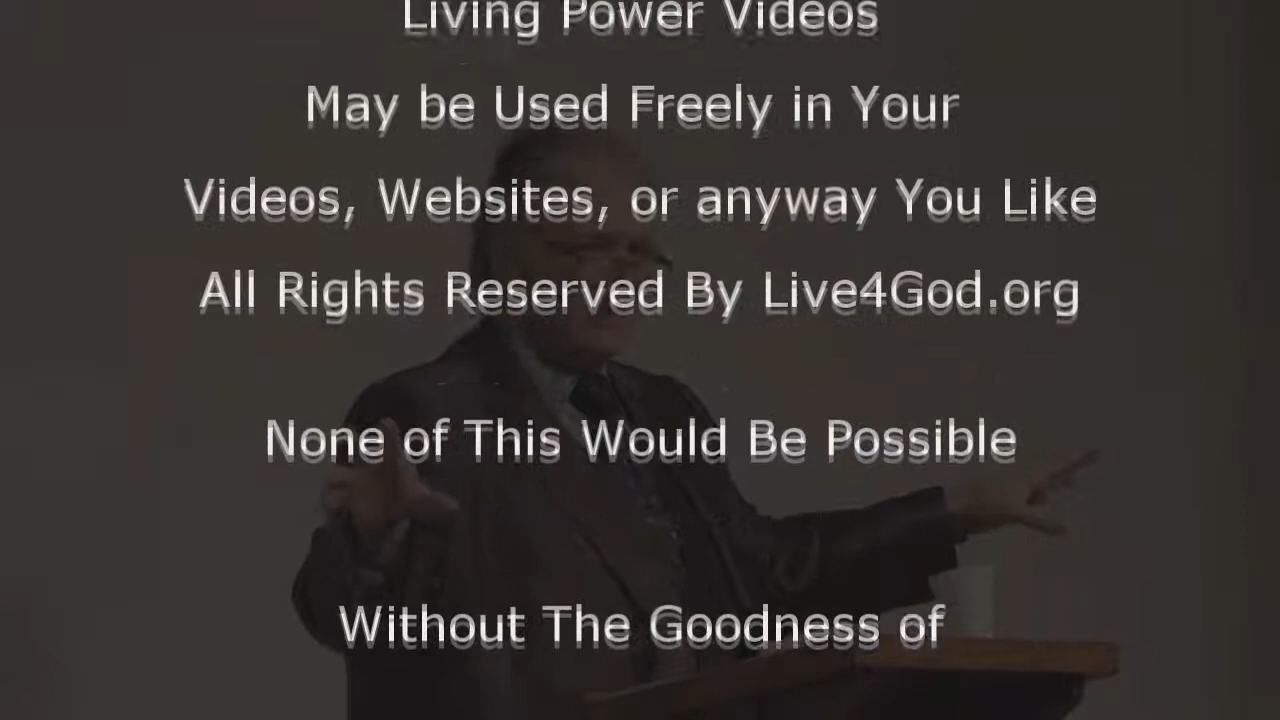 Living Power Videos
May be Used Freely in Your
Videos, Websites, or anyway You Like
All Rights Reserved By Live4God.org
None of This Would Be Possible
Without The Goodness of